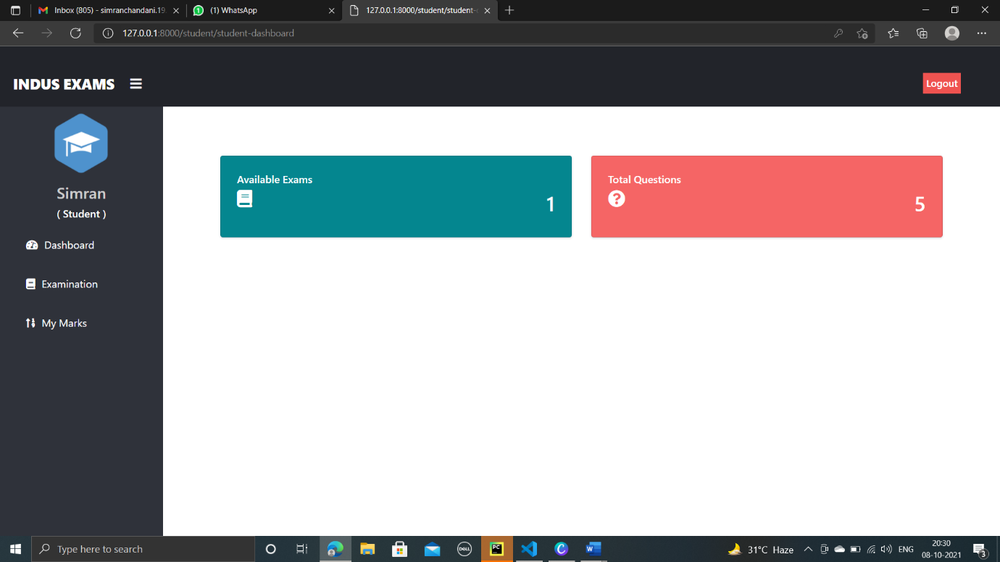 Inbox (805) - simranchandani.19
(1) WhatsApp
127.0.0.1:8000/student/student-
127.0.0.1:8000/student/student-dashboard
INDUS EXAMS
Logout
Simran
( Student )
Dashboard
Examination
My Marks
Available Exams
1
Total Questions
5
Type here to search
DELL
PC
31°C Haze
ENG
20:30
08-10-2021
3